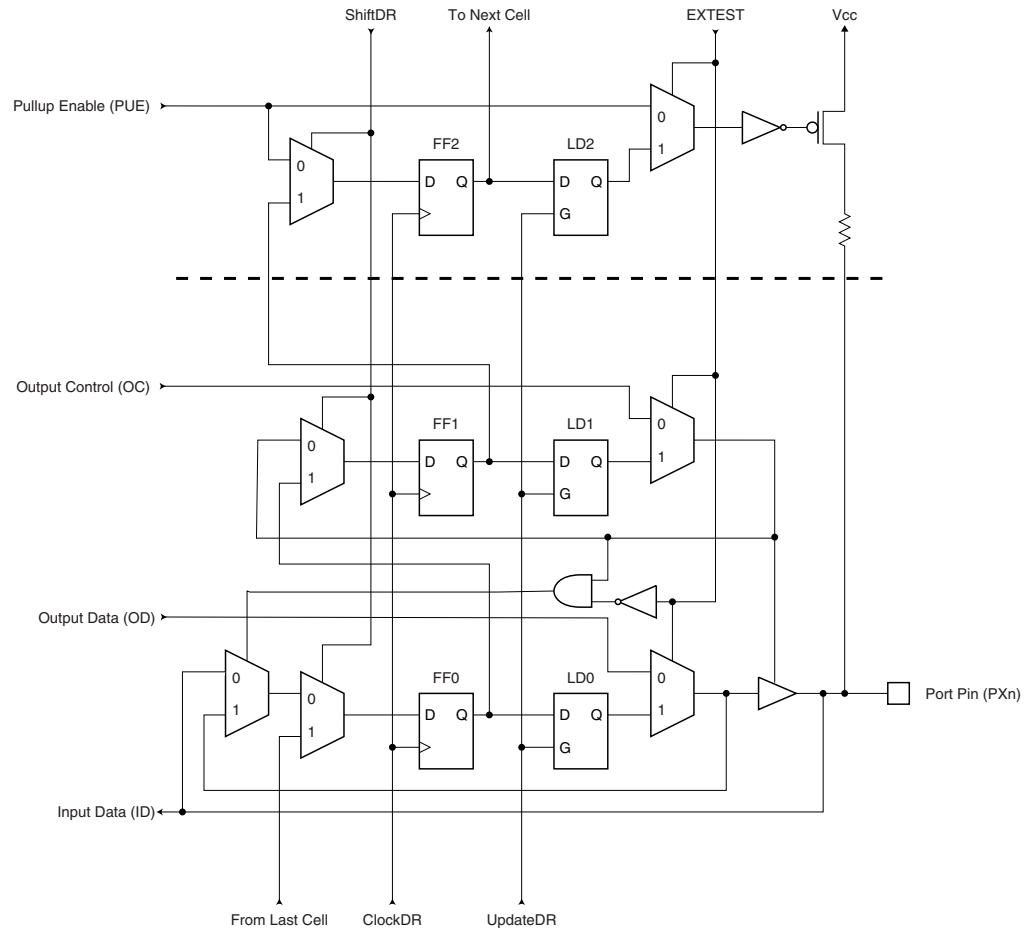 ShiftDR To Next Cell EXTEST Vcc
Pullup Enable (PUE)
0
1
FF2
D Q
LD2
D Q
G
0
1
Output Control (OC)
0
1
FF1
D Q
LD1
D Q
G
0
1
Output Data (OD)
0
1
0
1
FF0
D Q
LD0
D Q
G
0
1
Port Pin (PXn)
Input Data (ID)
From Last Cell ClockDR UpdateDR